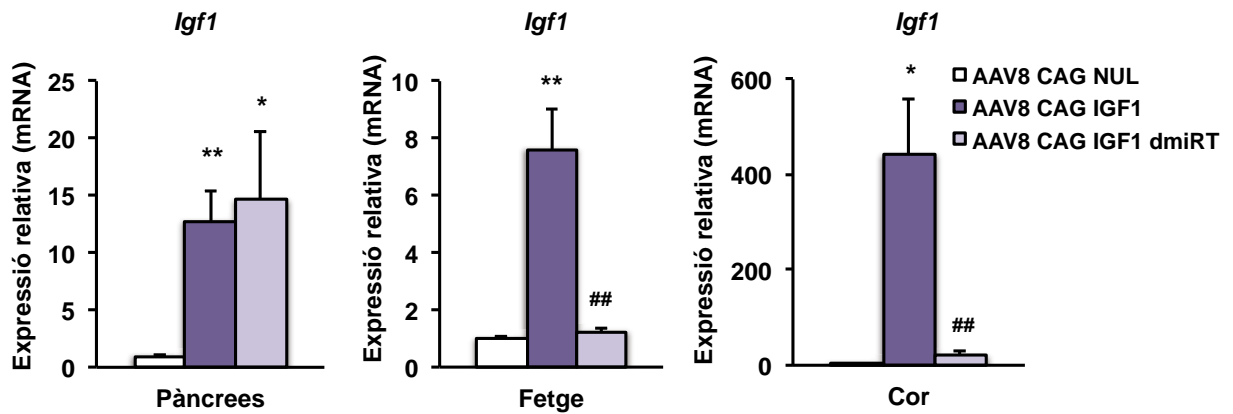 Igf1
Expressió relativa (mRNA)
25
20
15
10
5
0
**
*
Pàncrees
Igf1
Expressió relativa (mRNA)
10
8
6
4
2
0
**
##
Fetge
Igf1
Expressió relativa (mRNA)
600
400
200
0
*
##
Cor
AAV8 CAG NUL
AAV8 CAG IGF1
AAV8 CAG IGF1 dmiRT